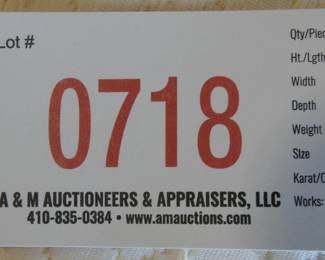 Lot #
0718
A & M AUCTIONEERS & APPRAISERS, LLC
410-835-0384 • www.amauctions.com
Qty/Piec
Ht./Lgth
Width
Depth
Weight
Size
Karat/C
Works: